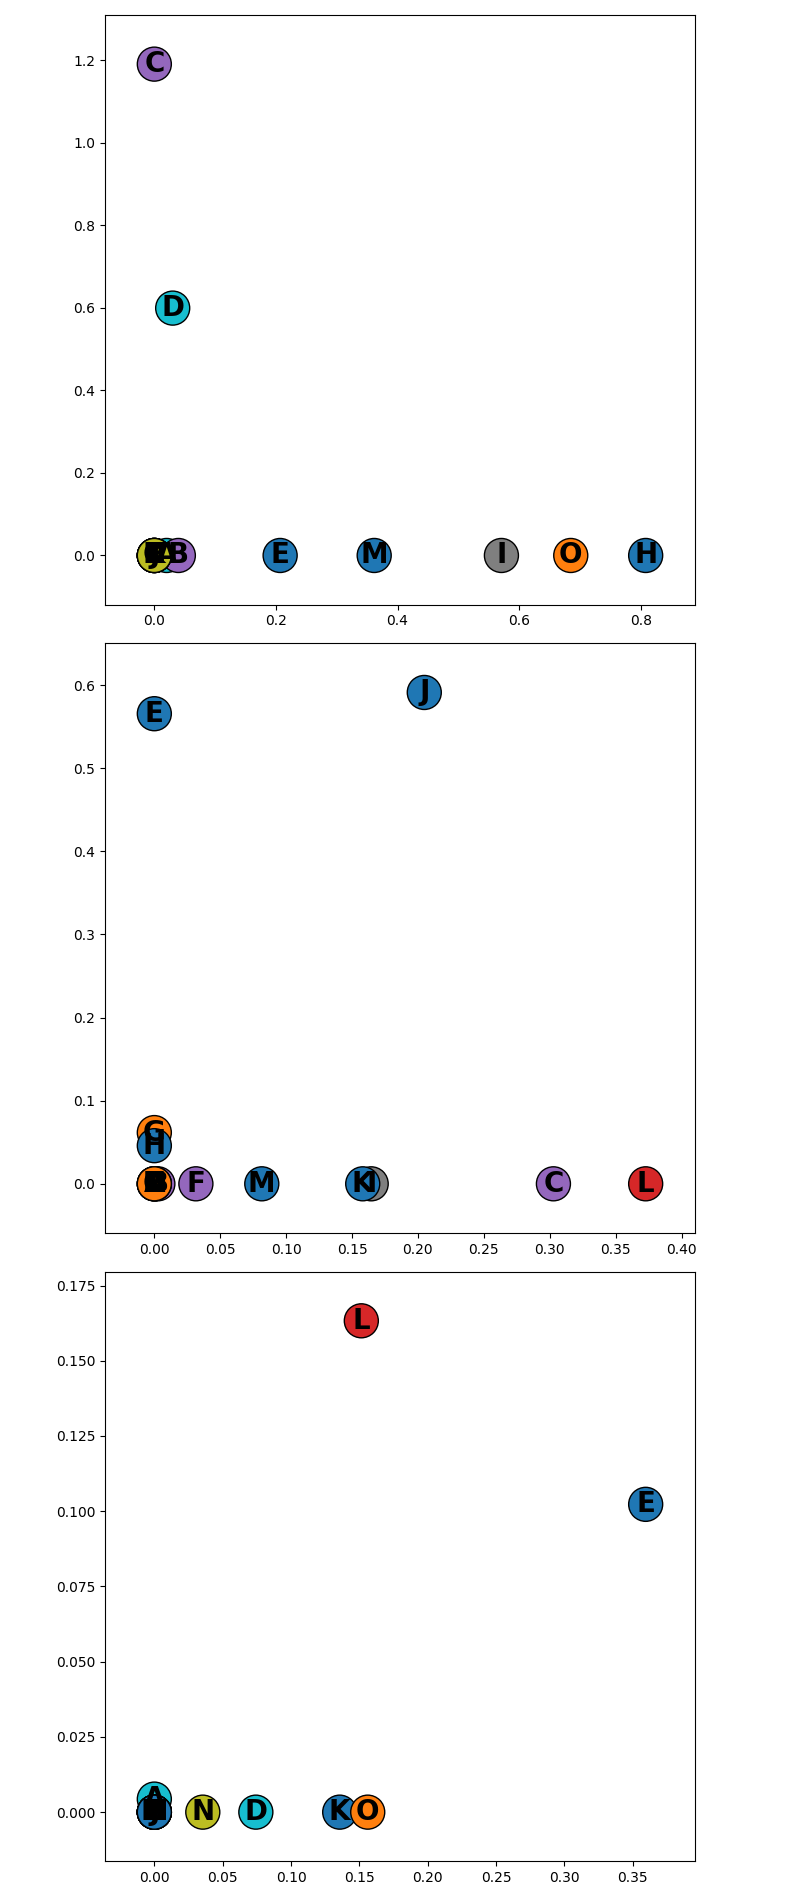 1.2
C
1.0
0.8
0.6
D
0.4
0.2
0.0
J
A
B
E
M
I
O
H
0.0
0.2
0.4
0.6
0.8
0.6
E
J
0.5
0.4
0.3
0.2
0.1
G
H
0.0
B
F
M
K
I
C
L
0.00
0.05
0.10
0.15
0.20
0.25
0.30
0.35
0.40
0.175
L
0.150
0.125
0.100
E
0.075
0.050
0.025
A
0.000
J
N
D
K
O
0.00
0.05
0.10
0.15
0.20
0.25
0.30
0.35